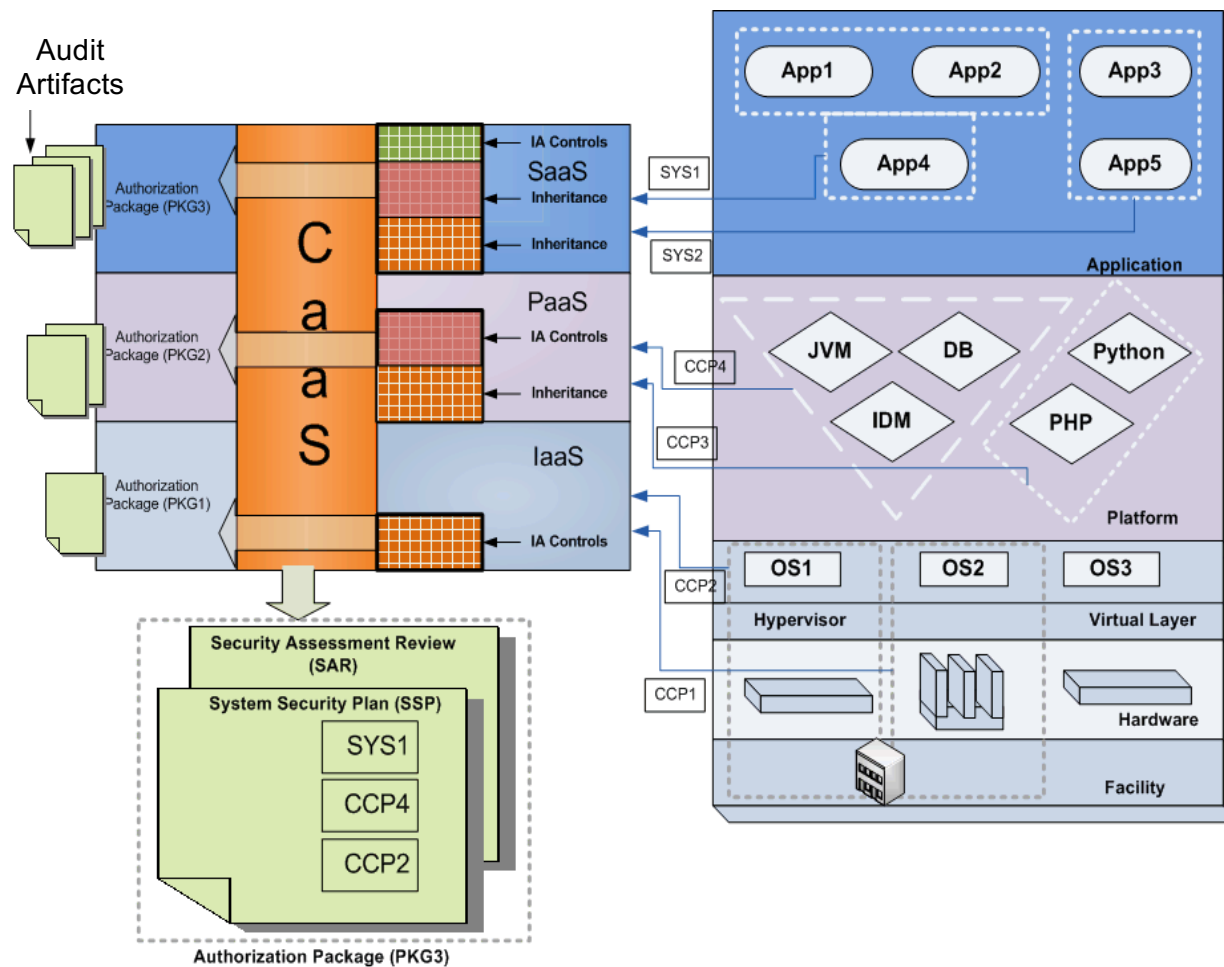 Audit
Artifacts
Authorization
Package (PKG3)
Authorization
Package (PKG2)
Authorization
Package (PKG1)
C
a
a
S
IA Controls
SaaS
Inheritance
Inheritance
PaaS
IA Controls
Inheritance
IaaS
IA Controls
SYS1
SYS2
CCP4
CCP3
CCP2
CCP1
App1
App2
App3
App4
App5
Application
JVM
DB
Python
IDM
PHP
Platform
OS1
OS2
OS3
Hypervisor
Virtual Layer
Hardware
Facility
Security Assessment Review
(SAR)
System Security Plan (SSP)
SYS1
CCP4
CCP2
Authorization Package (PKG3)